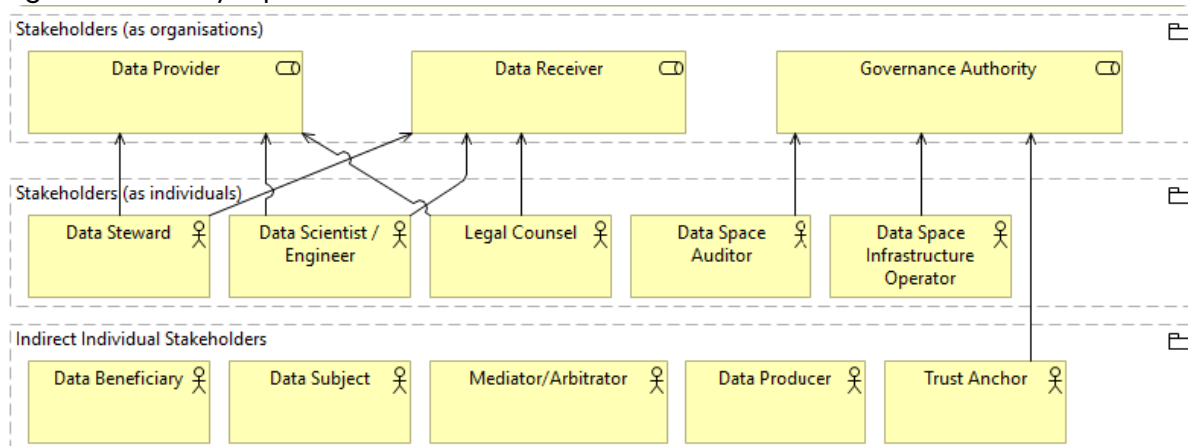 Stakeholders (as organisations)
Data Provider
Data Receiver
Governance Authority
Stakeholders (as individuals)
Data Steward
Data Scientist /
Engineer
Legal Counsel
Data Space
Auditor
Data Space
Infrastructure
Operator
Indirect Individual Stakeholders
Data Beneficiary
Data Subject
Mediator/Arbitrator
Data Producer
Trust Anchor